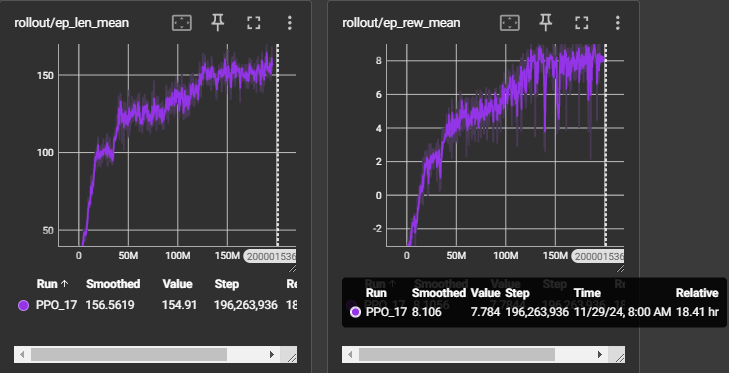 rollout/ep_len_mean
150
100
50
0 50M 100M 150M 200001536
Run ↑ Smoothed Value Step Re
PPO_17 156.5619 154.91 196,263,936 18
rollout/ep_rew_mean
8
6
4
2
0
-2
0 50M 100M 150M 200001536
Run Smoothed Value Step Time Relative
PPO_17 8.106 7.784 196,263,936 11/29/24, 8:00 AM 18.41 hr